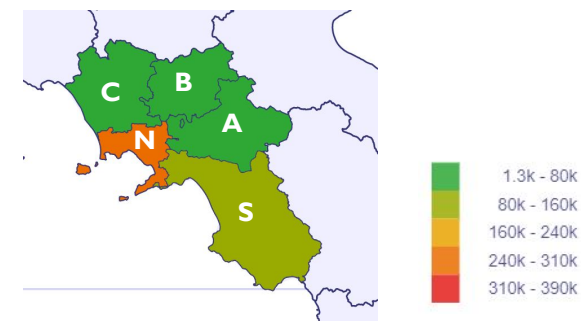 B
C
A
N
S
1.3k - 80k
80k - 160k
160k - 240k
240k - 310k
310k - 390k